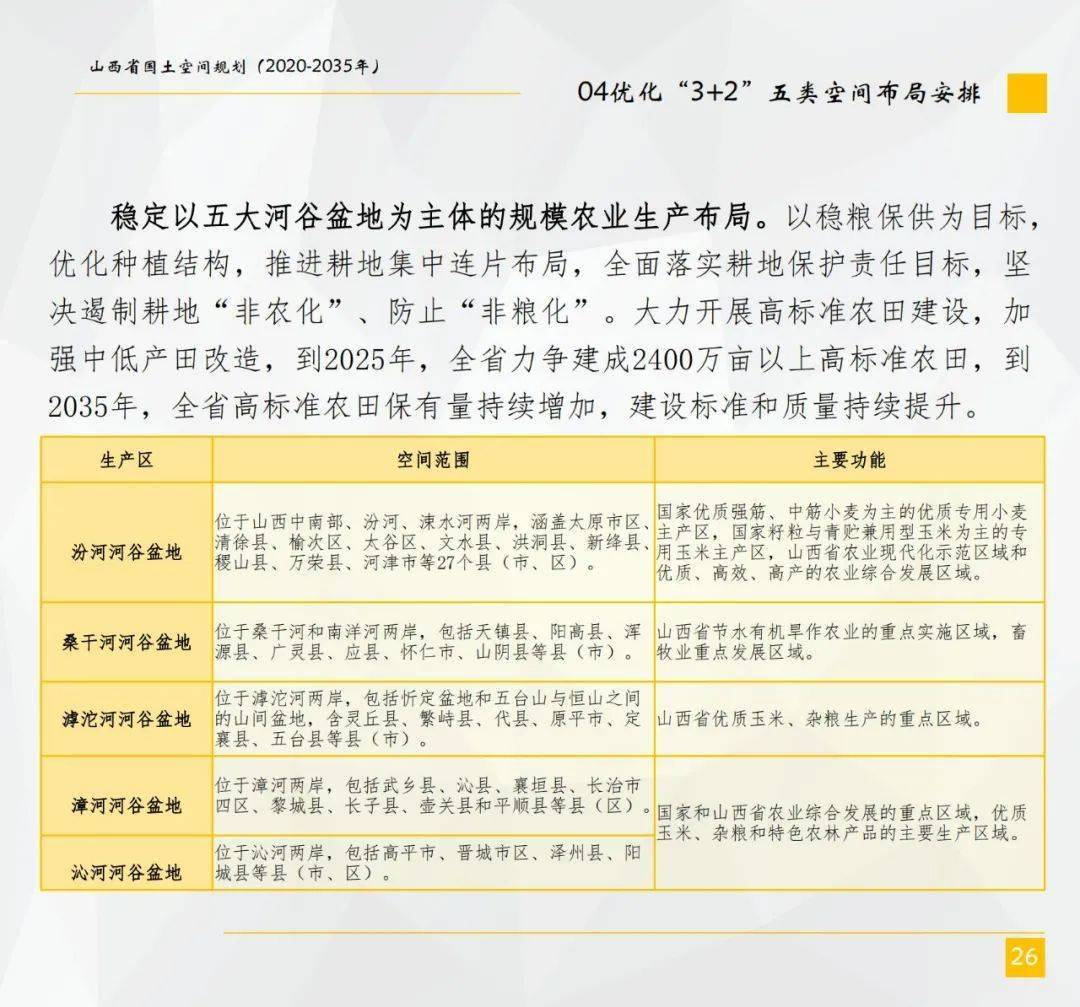 山西省国土空间规划（2020-2035年）
04优化“3+2”五类空间布局安排
稳定以五大河谷盆地为主体的规模农业生产布局。以稳粮保供为目标，
优化种植结构，推进耕地集中连片布局，全面落实耕地保护责任目标，坚
决遏制耕地“非农化”、防止“非粮化”。大力开展高标准农田建设，加
强中低产田改造，到2025年，全省力争建成2400万亩以上高标准农田，到
2035年，全省高标准农田保有量持续增加，建设标准和质量持续提升。
生产区 空间范围 主要功能
汾河河谷盆地
位于山西中南部、汾河、涑水河两岸，涵盖太原市区、
清徐县、榆次区、太谷区、文水县、洪洞县、新绛县、
稷山县、万荣县、河津市等27个县（市、区）。
国家优质强筋、中筋小麦为主的优质专用小麦
主产区，国家籽粒与青贮兼用型玉米为主的专
用玉米主产区，山西省农业现代化示范区域和
优质、高效、高产的农业综合发展区域。
桑干河河谷盆地
位于桑干河和南洋河两岸，包括天镇县、阳高县、浑
源县、广灵县、应县、怀仁市、山阴县等县（市）。
山西省节水有机旱作农业的重点实施区域，畜
牧业重点发展区域。
滹沱河河谷盆地
位于滹沱河两岸，包括忻定盆地和五台山与恒山之间
的山间盆地，含灵丘县、繁峙县、代县、原平市、定
襄县、五台县等县（市）。
山西省优质玉米、杂粮生产的重点区域。
漳河河谷盆地
位于漳河两岸，包括武乡县、沁县、襄垣县、长治市
四区、黎城县、长子县、壶关县和平顺县等县（区）。
国家和山西省农业综合发展的重点区域，优质
玉米、杂粮和特色农林产品的主要生产区域。
沁河河谷盆地
位于沁河两岸，包括高平市、晋城市区、泽州县、阳
城县等县（市、区）。
26